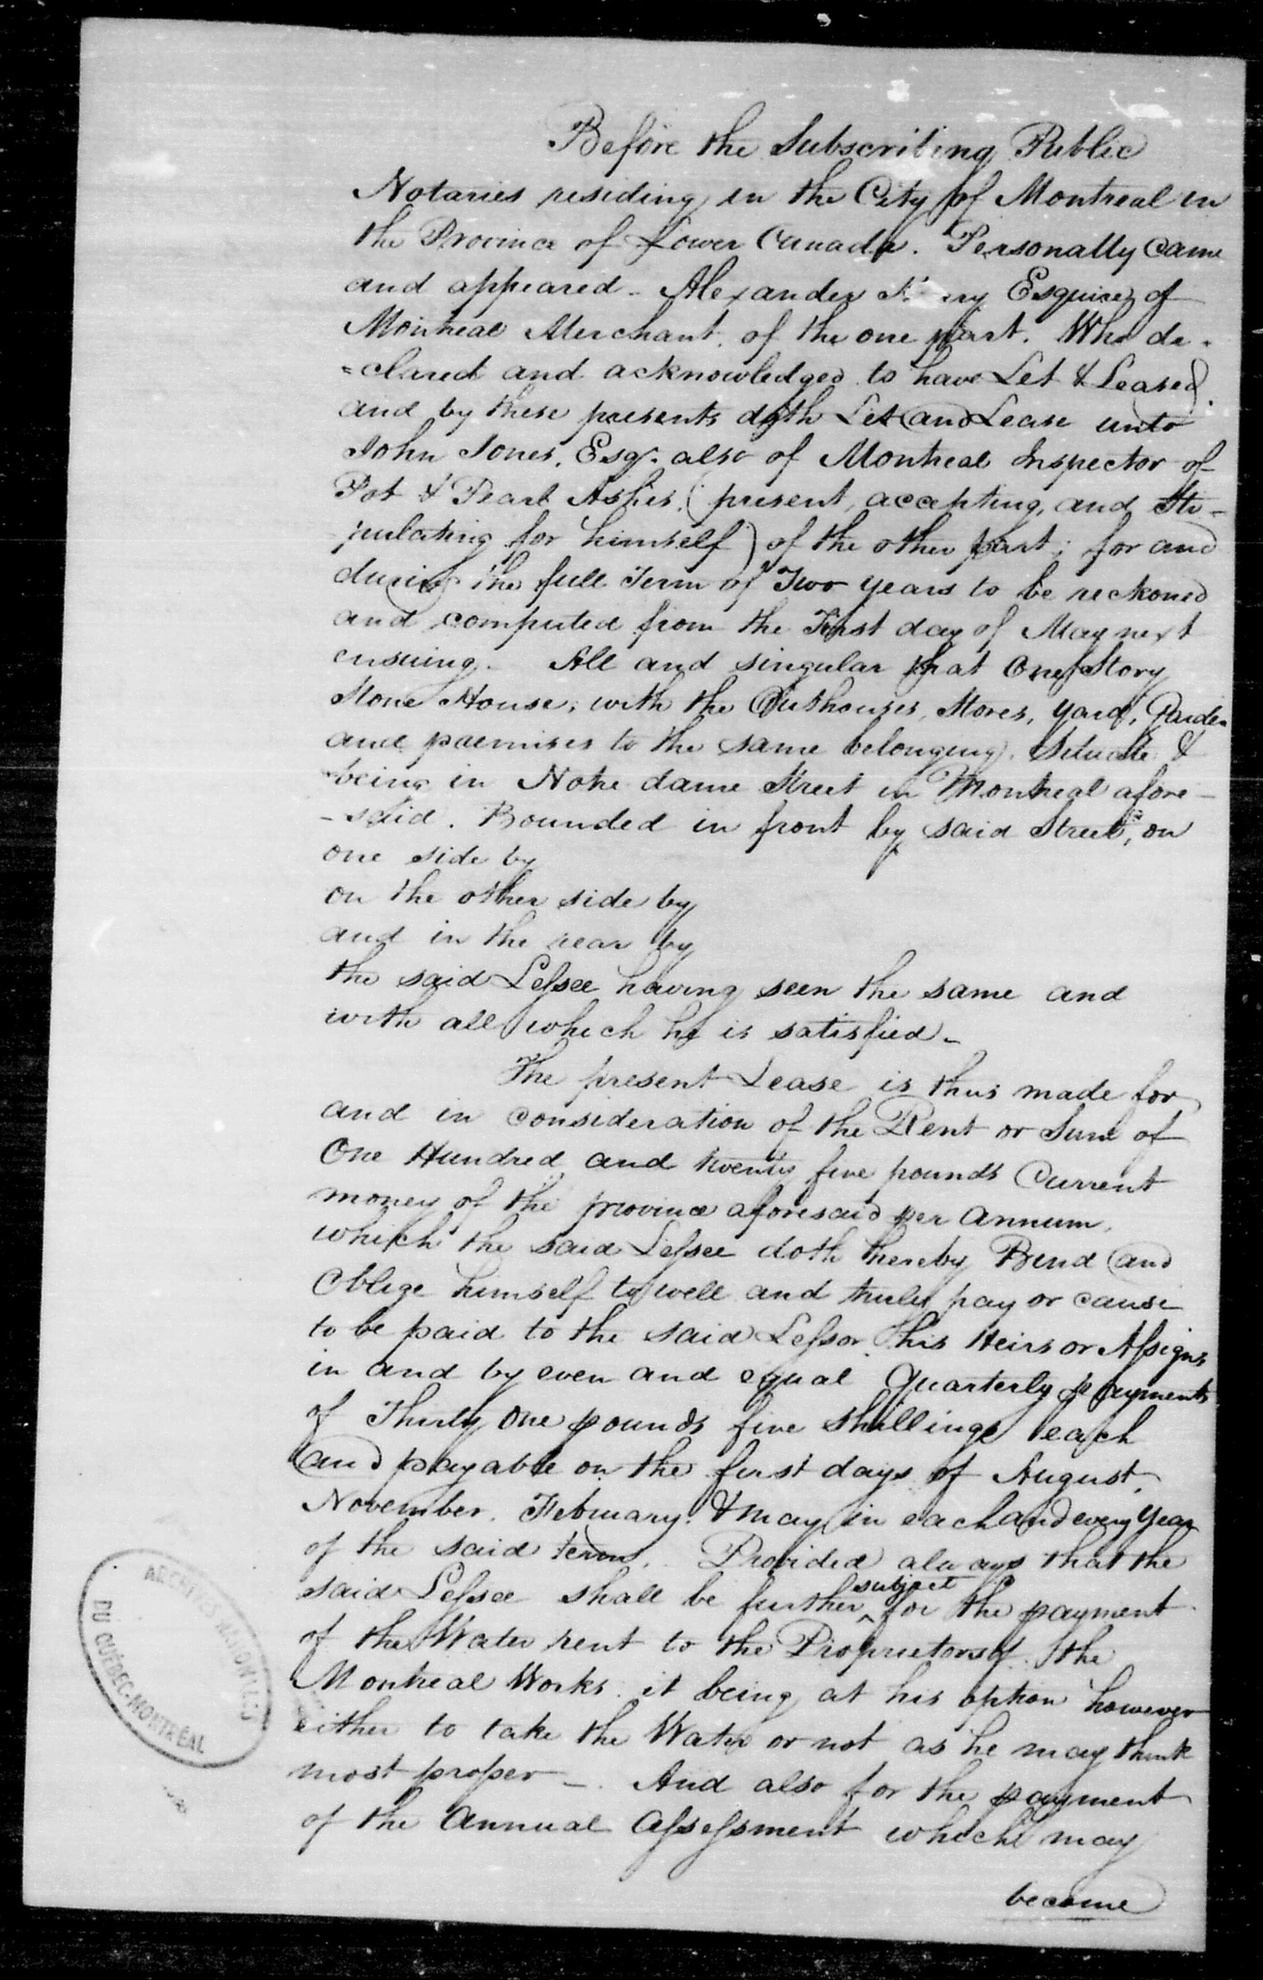 Before the Subscribing Public
Notaries residing in the City of Montreal in
the Province of Lower Canada. Personally Came
and appeared - Alexander Esquire, of
Montreal Merchant, of the one part. Who de-
=clared and acknowledged to have Let & Leased,
and by these presents doth Let and Lease unto
John Jones, Esqr. also of Montreal Inspector of
Pot & Pearl Ashes, (present, accepting, and sti-
pulating for himself) of the other part; for and
during the full Term of Two years to be reckoned
and computed from the First day of May next
ensuing. All and singular that One Story
Stone House, with the Outhouses, Stores, Yard, Garden
and premises to the same belonging. Situate &
being in Notre dame Street in Montreal afore-
-said. Bounded in front by said Street, on
one side by
on the other side by
and in the rear by
the said Lessee having seen the same and
with all which he is satisfied -
The present Lease is thus made for
and in consideration of the Rent or Sum of
One Hundred and twenty five pounds Current
money of the province aforesaid per Annum,
which the said Lessee doth hereby Bind and
Oblige himself to well and truly pay or cause
to be paid to the said Lessor, his Heirs or Assigns
in and by even and equal Quarterly payments
of Thirty One pounds five shillings each
and payable on the first days of August,
November, February, & May in each and every Year
of the said term. Provided always that the
said Lessee shall be further subject for the payment
of the Water rent to the Proprietors of the
Montreal Works it being at his option however
either to take the Water or not as he may think
most proper -. And also for the payment
of the Annual Assessment which may
become
ARCHIVES NATIONALES
DU QUÉBEC-MONTRÉAL